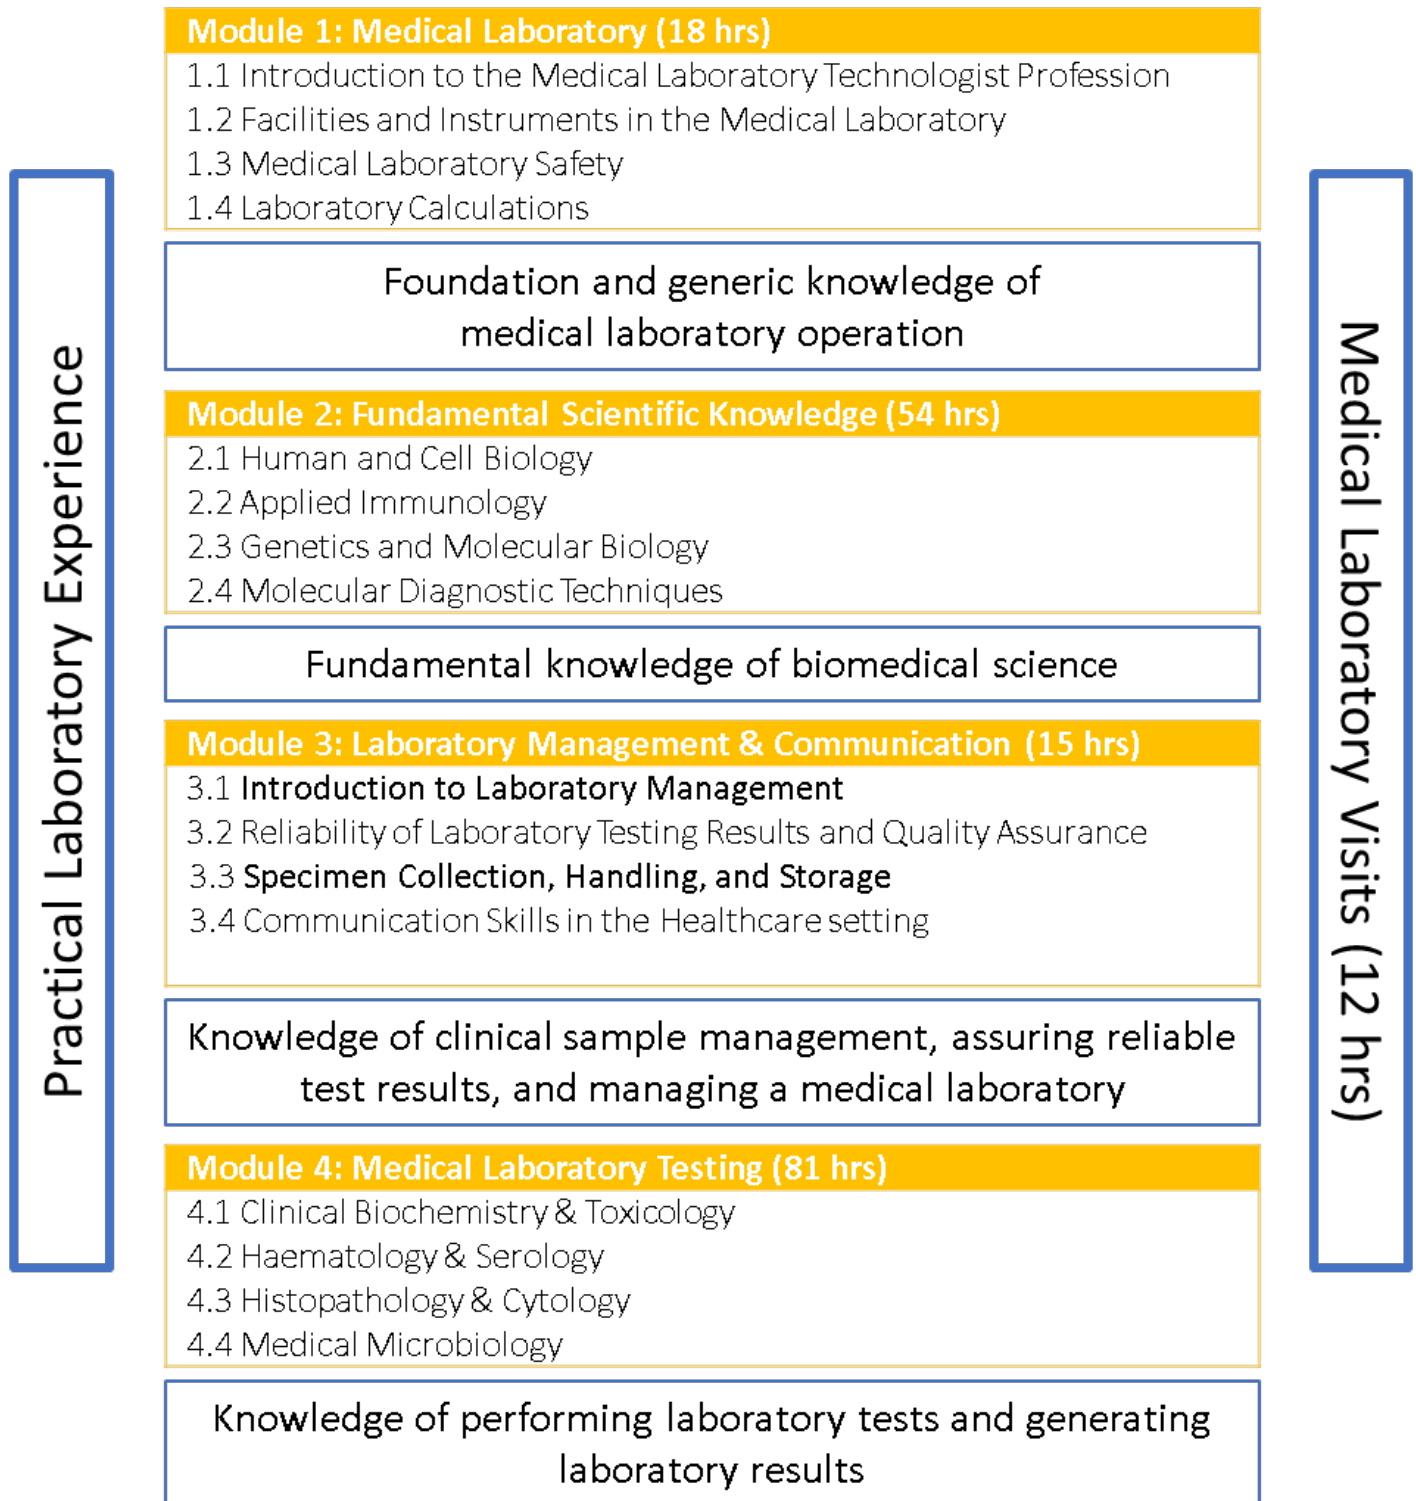 Module 1: Medical Laboratory (18 hrs)
1.1 Introduction to the Medical Laboratory Technologist Profession
1.2 Facilities and Instruments in the Medical Laboratory
1.3 Medical Laboratory Safety
1.4 Laboratory Calculations
Foundation and generic knowledge of
medical laboratory operation
Module 2: Fundamental Scientific Knowledge (54 hrs)
2.1 Human and Cell Biology
2.2 Applied Immunology
2.3 Genetics and Molecular Biology
2.4 Molecular Diagnostic Techniques
Fundamental knowledge of biomedical science
Module 3: Laboratory Management & Communication (15 hrs)
3.1 Introduction to Laboratory Management
3.2 Reliability of Laboratory Testing Results and Quality Assurance
3.3 Specimen Collection, Handling, and Storage
3.4 Communication Skills in the Healthcare setting
Knowledge of clinical sample management, assuring reliable
test results, and managing a medical laboratory
Module 4: Medical Laboratory Testing (81 hrs)
4.1 Clinical Biochemistry & Toxicology
4.2 Haematology & Serology
4.3 Histopathology & Cytology
4.4 Medical Microbiology
Knowledge of performing laboratory tests and generating
laboratory results
Practical Laboratory Experience
Medical Laboratory Visits (12 hrs)